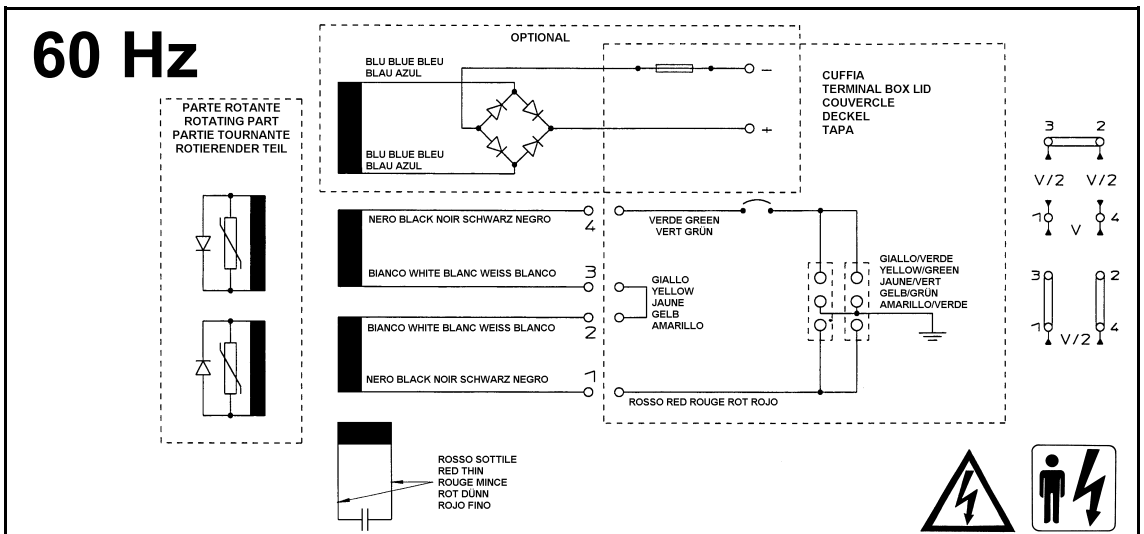 60 Hz
OPTIONAL
BLU BLUE BLEU
BLAU AZUL
BLU BLUE BLEU
BLAU AZUL
−
+
CUFFIA
TERMINAL BOX LID
COUVERCLE
DECKEL
TAPA
PARTE ROTANTE
ROTATING PART
PARTIE TOURNANTE
ROTIERENDER TEIL
NERO BLACK NOIR SCHWARZ NEGRO
4
VERDE GREEN
VERT GRÜN
BIANCO WHITE BLANC WEISS BLANCO
3
GIALLO
YELLOW
JAUNE
GELB
AMARILLO
BIANCO WHITE BLANC WEISS BLANCO
2
NERO BLACK NOIR SCHWARZ NEGRO
1
ROSSO RED ROUGE ROT ROJO
GIALLO/VERDE
YELLOW/GREEN
JAUNE/VERT
GELB/GRÜN
AMARILLO/VERDE
3 2
V/2 V/2
1 V 4
3 2
1 V/2 4
ROSSO SOTTILE
RED THIN
ROUGE MINCE
ROT DÜNN
ROJO FINO